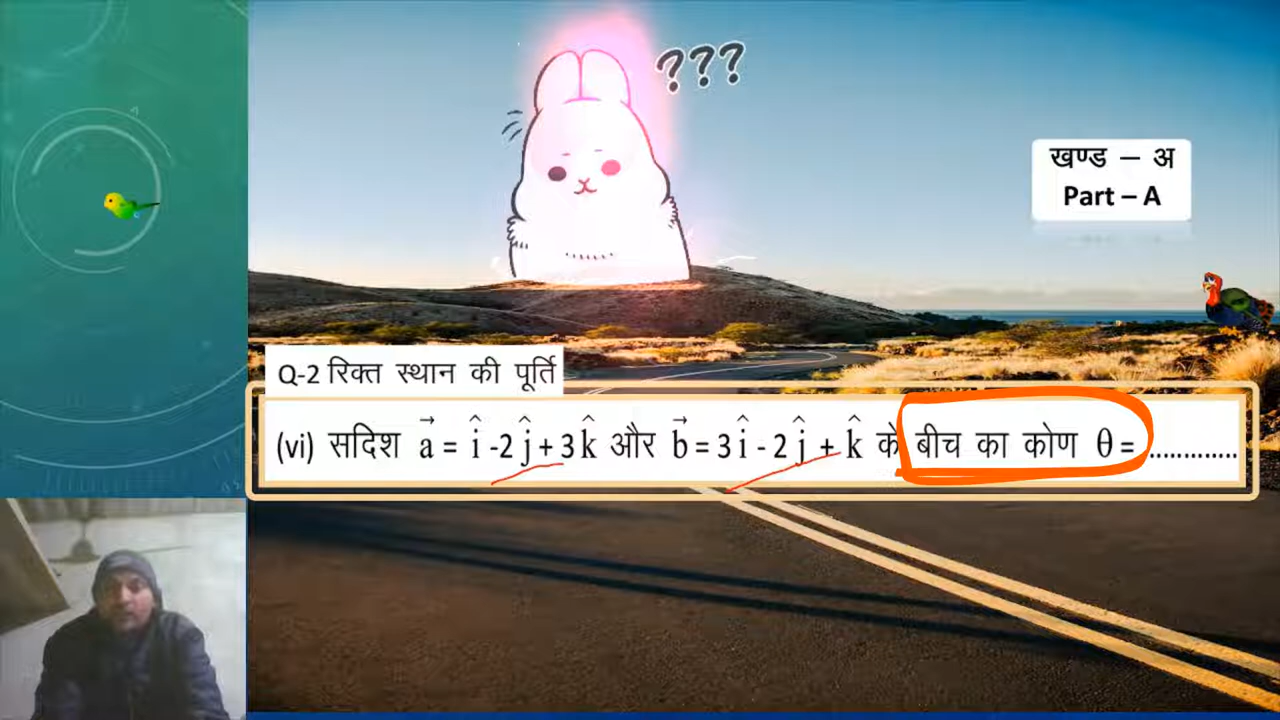 ???
खण्ड – अ
Part – A
Q-2 रिक्त स्थान की पूर्ति
(vi) सदिश a⃗ = î -2ĵ + 3k̂ और b⃗ = 3î - 2ĵ + k̂ के बीच का कोण θ = .............